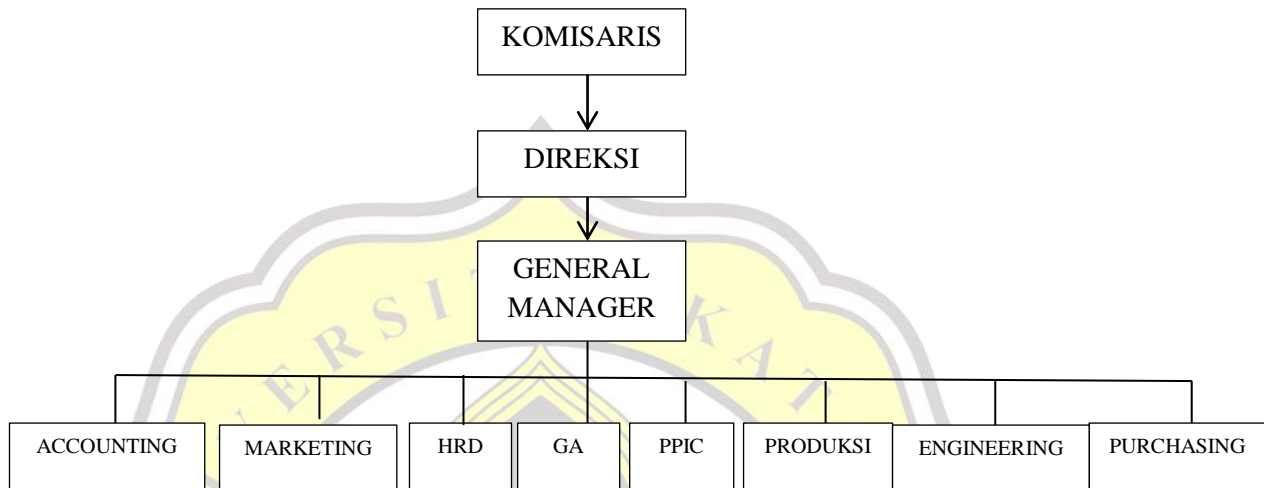 KOMISARIS
DIREKSI
GENERAL
MANAGER
ACCOUNTING
MARKETING
HRD
GA
PPIC
PRODUKSI
ENGINEERING
PURCHASING